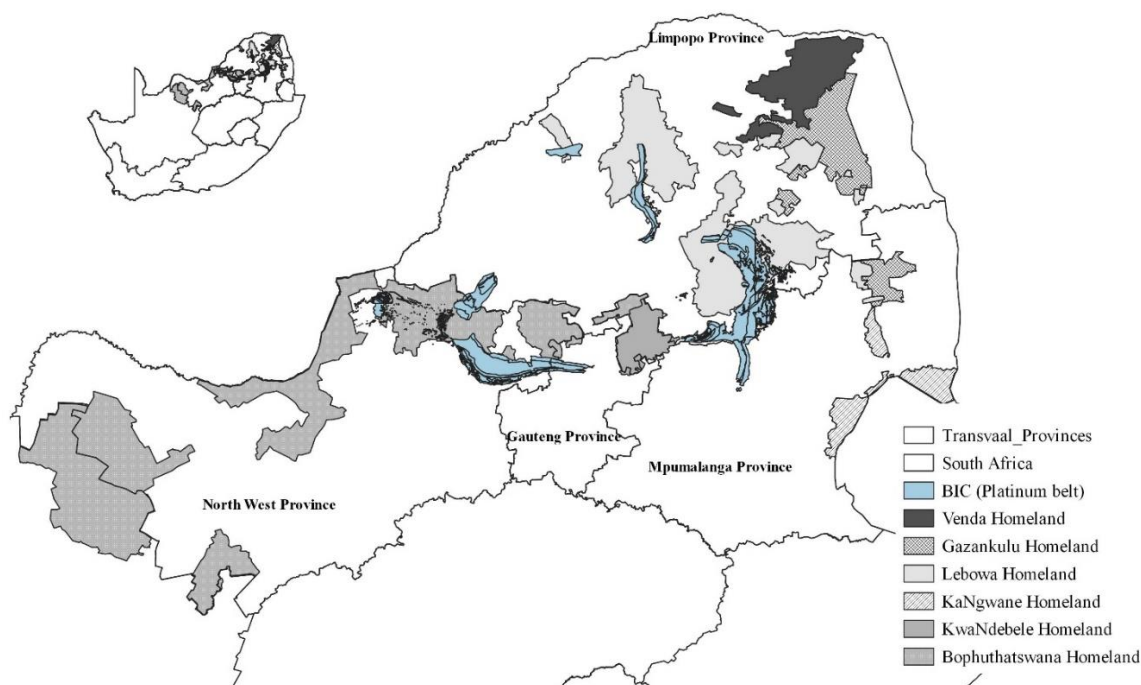 Limpopo Province
Gauteng Province
Mpumalanga Province
North West Province
Transvaal_Provinces
South Africa
BIC (Platinum belt)
Venda Homeland
Gazankulu Homeland
Lebowa Homeland
KaNgwane Homeland
KwaNdebele Homeland
Bophuthatswana Homeland